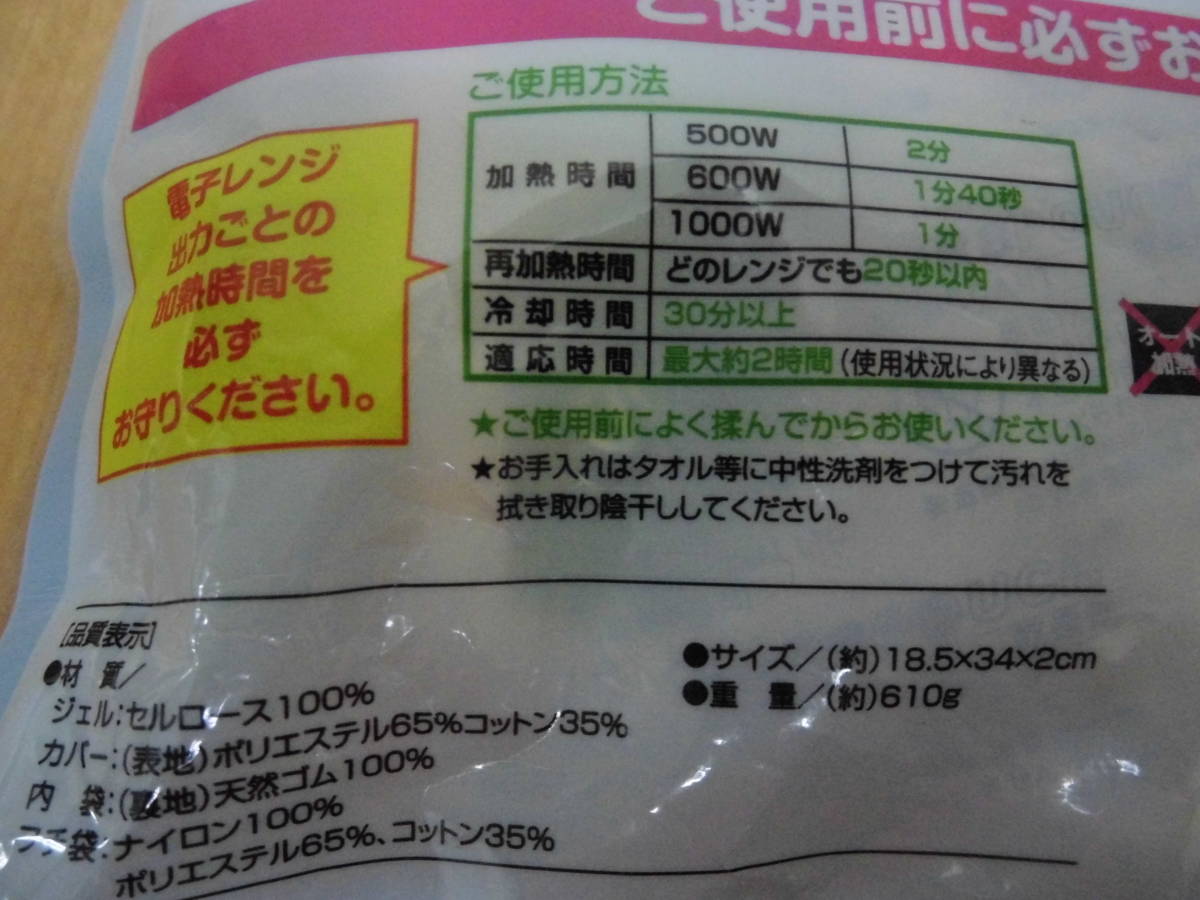 ご使用前に必ずお
ご使用方法
電子レンジ
出力ごとの
加熱時間を
必ず
お守りください。
加熱時間 500W 2分
600W 1分40秒
1000W 1分
再加熱時間 どのレンジでも20秒以内
冷却時間 30分以上
適応時間 最大約2時間(使用状況により異なる)
オート
加熱
★ご使用前によく揉んでからお使いください。
★お手入れはタオル等に中性洗剤をつけて汚れを
拭き取り陰干ししてください。
[品質表示]
●材質/
ジェル:セルロース100%
カバー:(表地)ポリエステル65%コットン35%
内袋:(裏地)天然ゴム100%
フチ袋:ナイロン100%
ポリエステル65%、コットン35%
●サイズ/(約)18.5×34×2cm
●重量/(約)610g